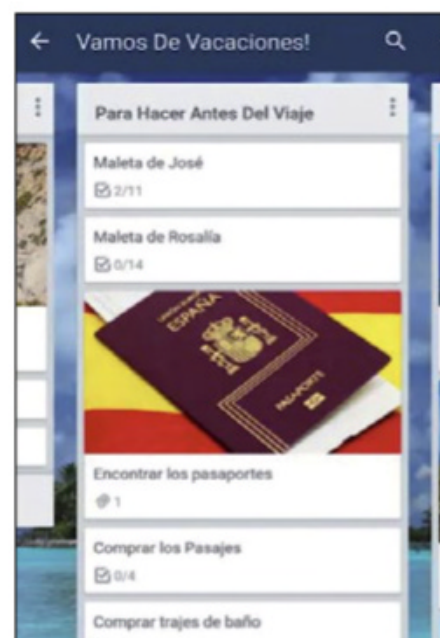 Vamos De Vacaciones!
Para Hacer Antes Del Viaje
Maleta de José
2/11
Maleta de Rosalía
0/14
ESPAÑA
PASAPORTE
Encontrar los pasaportes
1
Comprar los Pasajes
0/4
Comprar trajes de baño